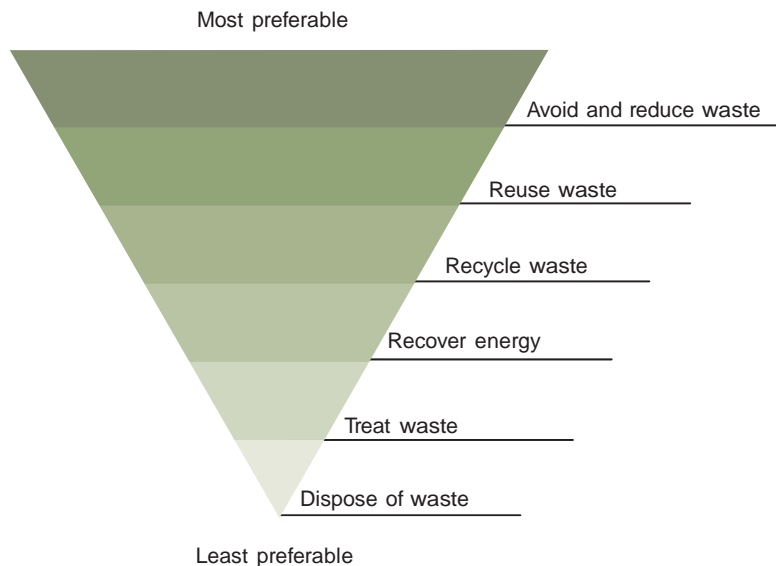 Most preferable
Avoid and reduce waste
Reuse waste
Recycle waste
Recover energy
Treat waste
Dispose of waste
Least preferable